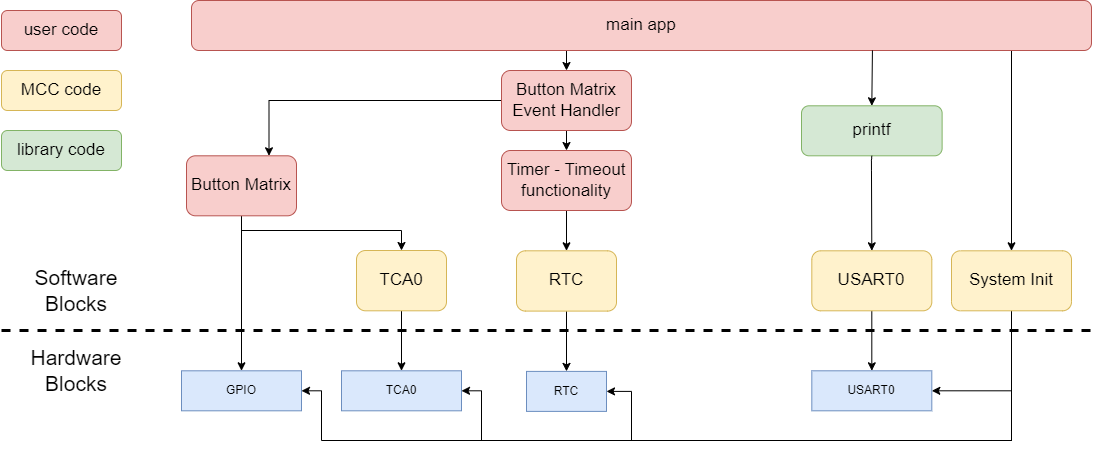 user code
MCC code
library code
main app
Button Matrix
Event Handler
printf
Button Matrix
Timer - Timeout
functionality
TCA0
RTC
USART0
System Init
Software
Blocks
Hardware
Blocks
GPIO
TCA0
RTC
USART0